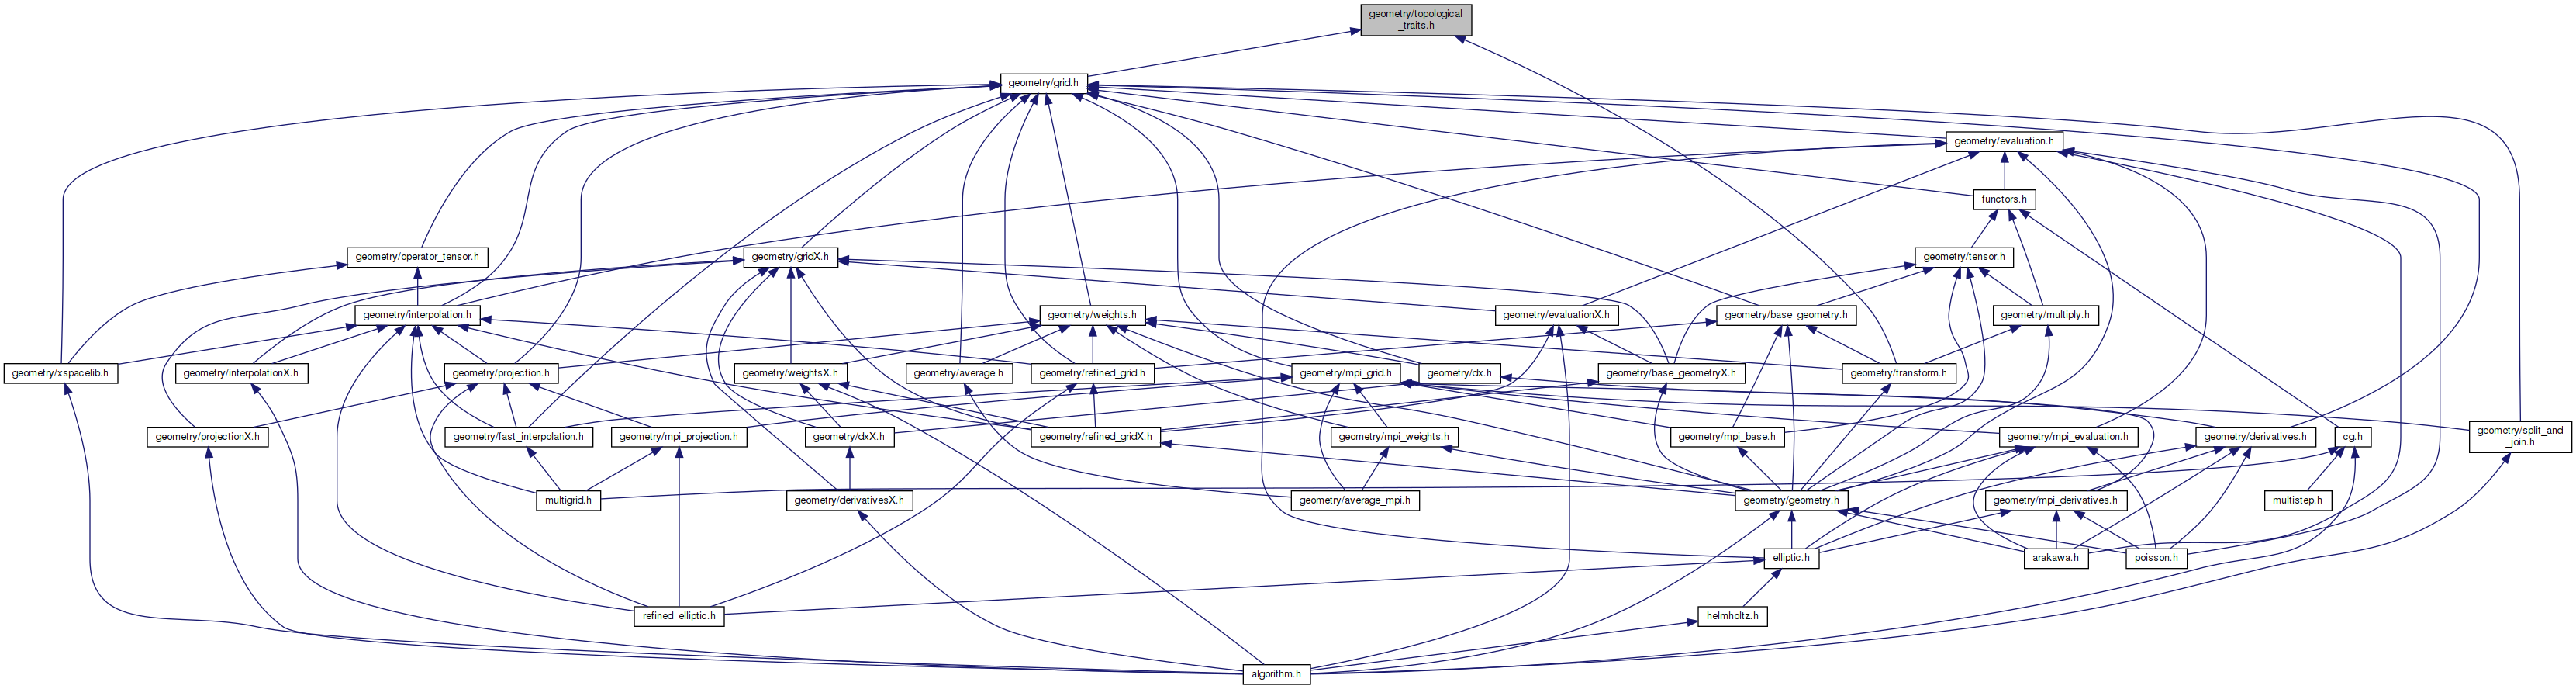 geometry/topological
_traits.h
geometry/grid.h
geometry/evaluation.h
functors.h
geometry/operator_tensor.h
geometry/gridX.h
geometry/tensor.h
geometry/interpolation.h
geometry/weights.h
geometry/evaluationX.h
geometry/base_geometry.h
geometry/multiply.h
geometry/xspacelib.h
geometry/interpolationX.h
geometry/projection.h
geometry/weightsX.h
geometry/average.h
geometry/refined_grid.h
geometry/mpi_grid.h
geometry/dx.h
geometry/base_geometryX.h
geometry/transform.h
geometry/projectionX.h
geometry/fast_interpolation.h
geometry/mpi_projection.h
geometry/dxX.h
geometry/refined_gridX.h
geometry/mpi_weights.h
geometry/mpi_base.h
geometry/mpi_evaluation.h
geometry/derivatives.h
cg.h
geometry/split_and
_join.h
multigrid.h
geometry/derivativesX.h
geometry/average_mpi.h
geometry/geometry.h
geometry/mpi_derivatives.h
multistep.h
elliptic.h
arakawa.h
poisson.h
refined_elliptic.h
helmholtz.h
algorithm.h